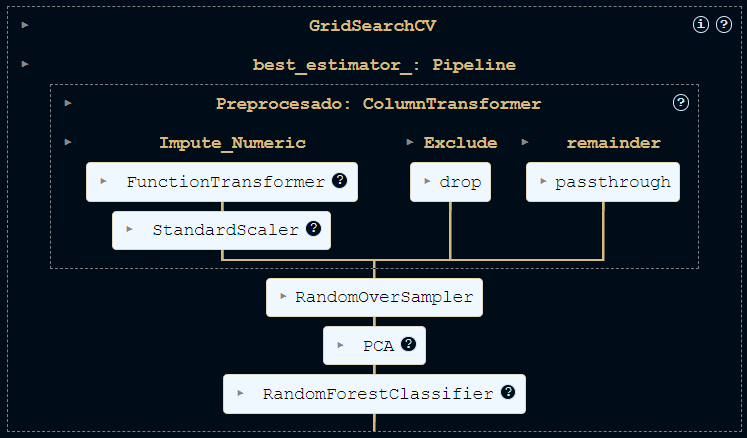 GridSearchCV i ?
best_estimator_: Pipeline
Preprocesado: ColumnTransformer ?
Impute_Numeric Exclude remainder
FunctionTransformer ? drop passthrough
StandardScaler ?
RandomOverSampler
PCA ?
RandomForestClassifier ?